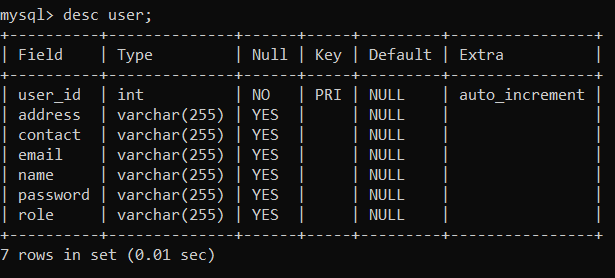 mysql> desc user;
+----------+--------------+------+-----+---------+----------------+
| Field    | Type         | Null | Key | Default | Extra          |
+----------+--------------+------+-----+---------+----------------+
| user_id  | int          | NO   | PRI | NULL    | auto_increment |
| address  | varchar(255) | YES  |     | NULL    |                |
| contact  | varchar(255) | YES  |     | NULL    |                |
| email    | varchar(255) | YES  |     | NULL    |                |
| name     | varchar(255) | YES  |     | NULL    |                |
| password | varchar(255) | YES  |     | NULL    |                |
| role     | varchar(255) | YES  |     | NULL    |                |
+----------+--------------+------+-----+---------+----------------+
7 rows in set (0.01 sec)